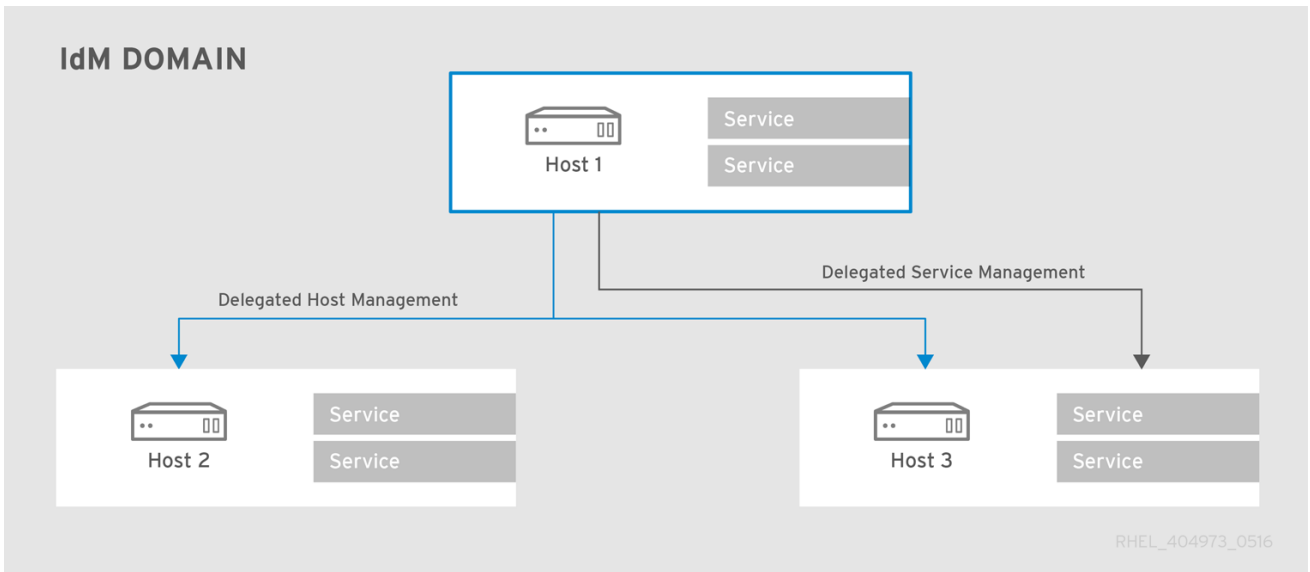 IdM DOMAIN
Host 1
Service
Service
Delegated Service Management
Delegated Host Management
Host 2
Service
Service
Host 3
Service
Service
RHEL_404973_0516